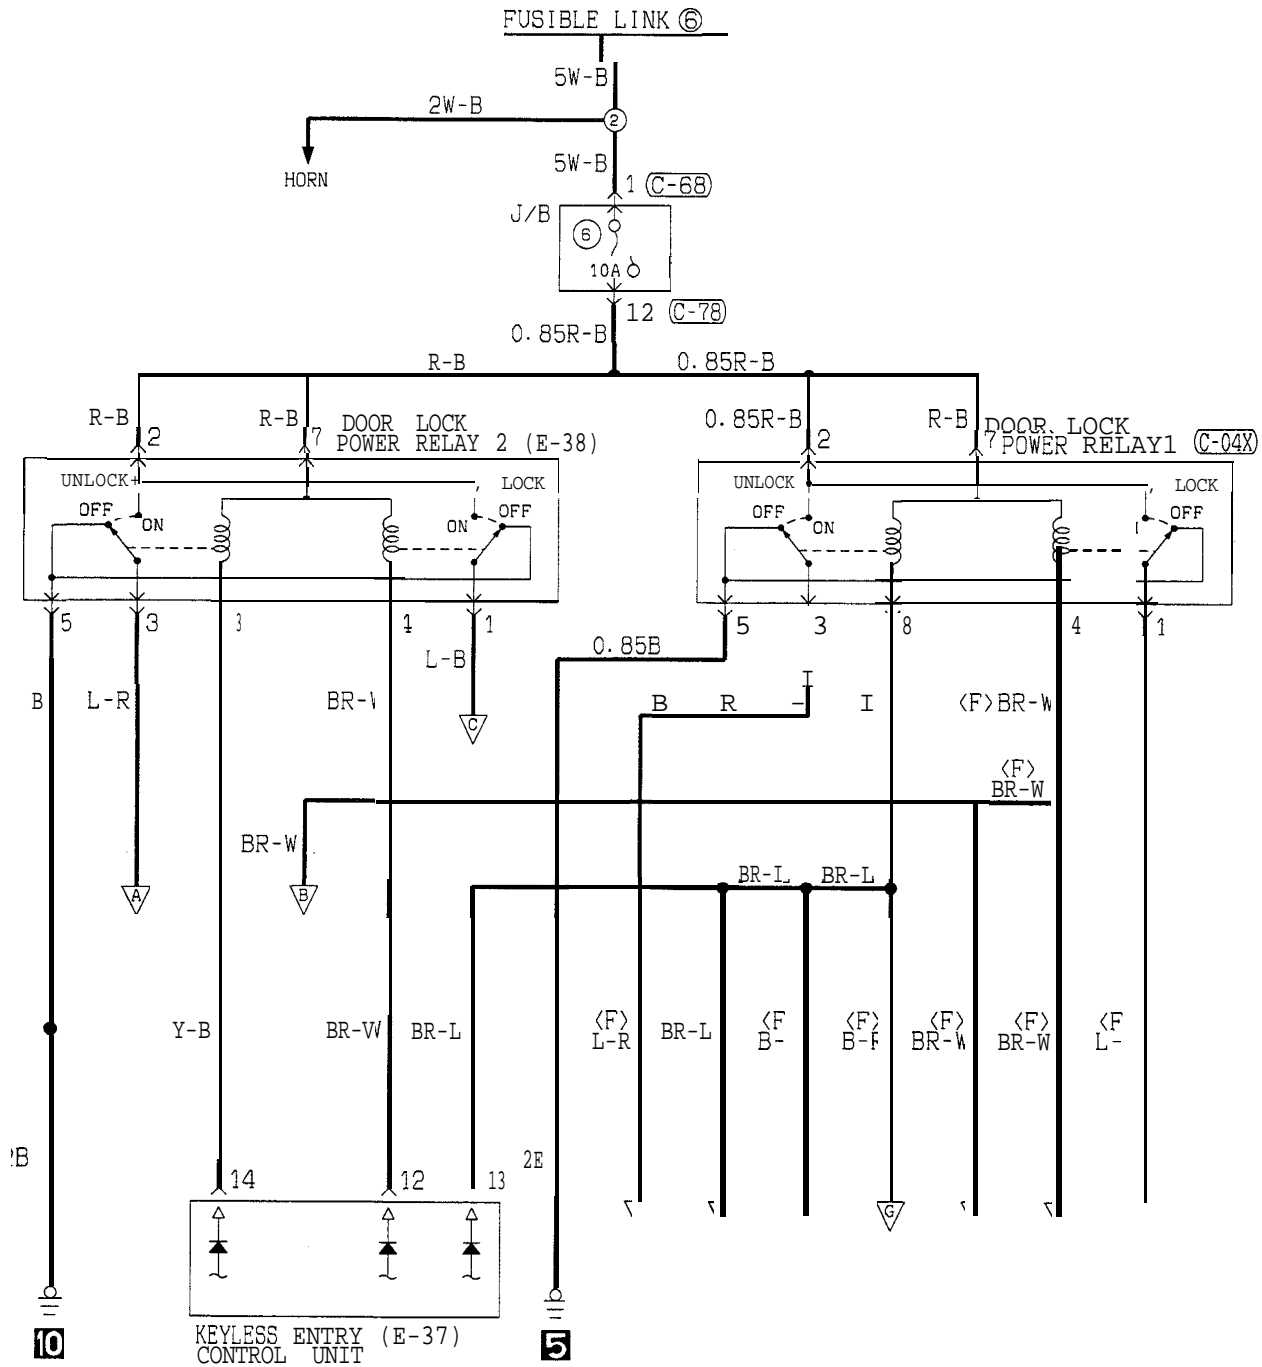 FUSIBLE LINK ⑥
5W-B
2W-B
2
5W-B
HORN
1 C-68
J/B
6
10A
12 C-78
0.85R-B
R-B
0.85R-B
R-B
2
R-B
7
DOOR LOCK
POWER RELAY 2 (E-38)
0.85R-B
2
R-B
7
DOOR LOCK
POWER RELAY1 C-04X
UNLOCK
LOCK
OFF
ON
ON
OFF
UNLOCK
LOCK
OFF
ON
OFF
5
3
3
4
1
5
3
8
4
1
L-B
0.85B
B
L-R
BR-
C
B R - I
<F>BR-W
<F>
BR-W
BR-W
A
B
BR-L
BR-L
Y-B
BR-W
BR-L
<F>
L-R
BR-L
<F
B-
<F>
B-
<F>
BR-W
<F>
BR-W
<F
L-
2E
14
12
13
G
KEYLESS ENTRY (E-37)
CONTROL UNIT
10
5